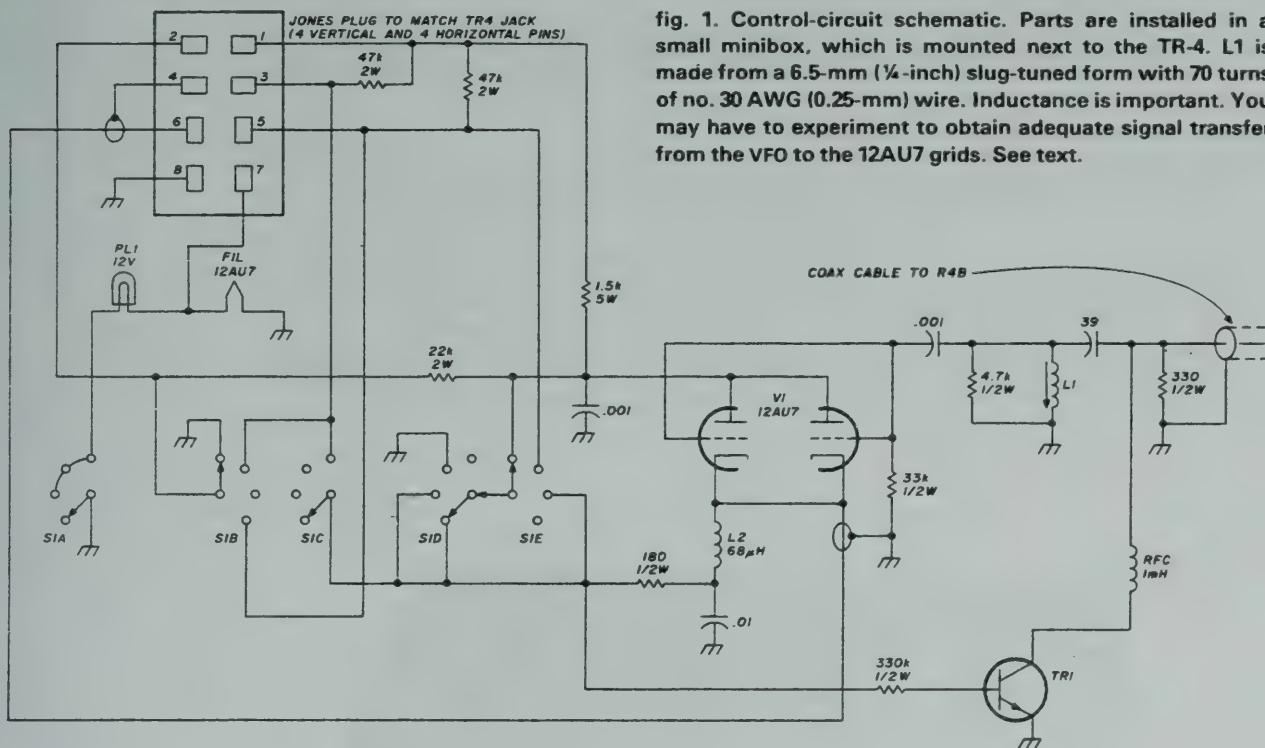 JONES PLUG TO MATCH TR4 JACK
(4 VERTICAL AND 4 HORIZONTAL PINS)
fig. 1. Control-circuit schematic. Parts are installed in a
small minibox, which is mounted next to the TR-4. L1 is
made from a 6.5-mm (¼-inch) slug-tuned form with 70 turns
of no. 30 AWG (0.25-mm) wire. Inductance is important. You
may have to experiment to obtain adequate signal transfer
from the VFO to the 12AU7 grids. See text.
2
1
4
3
6
5
8
7
47k
2W
47k
2W
PL1
12V
FIL
12AU7
1.5k
5W
COAX CABLE TO R4B
22k
2W
.001
V1
12AU7
.001
39
4.7k
1/2W
L1
330
1/2W
33k
1/2W
S1A
S1B
S1C
S1D
S1E
L2
68μH
180
1/2W
.01
RFC
1mH
330k
1/2W
TR1